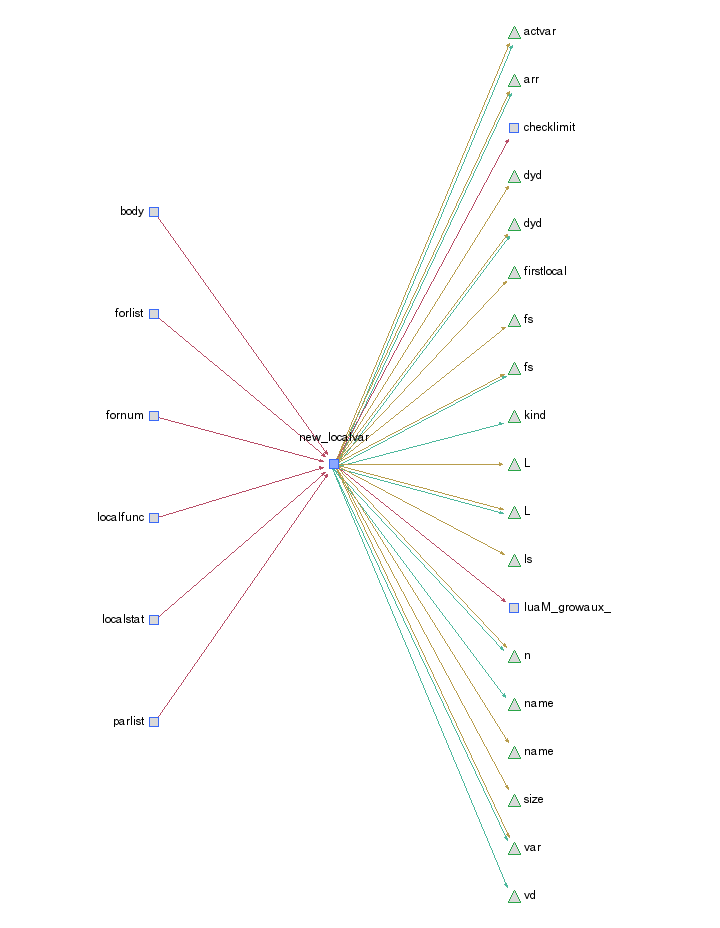 actvar
arr
checklimit
dyd
body
dyd
firstlocal
forlist
fs
fs
fornum
kind
new_localvar
L
L
localfunc
ls
luaM_growaux_
localstat
n
name
parlist
name
size
var
vd